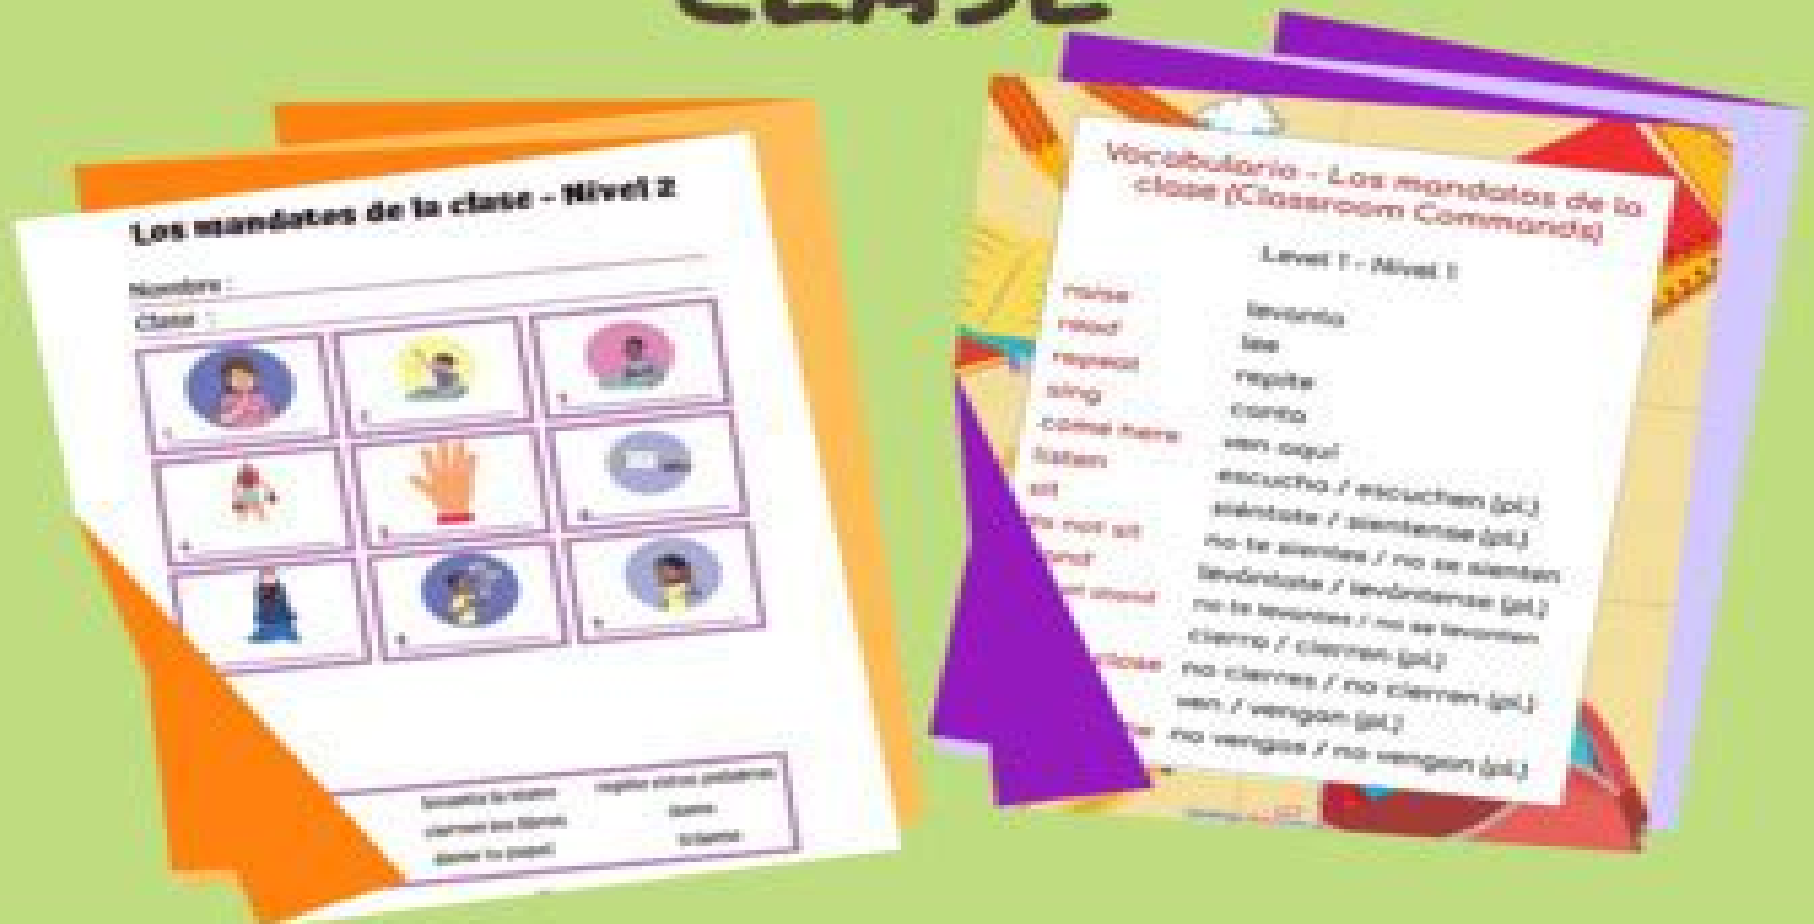 CLASE
Los mandatos de la clase - Nivel 2
Nombre :
Clase :
levanta la mano
cierren los libros
dame tu papel
repite estas palabras
Vocabulario - Los mandatos de la
clase (Classroom Commands)
Level 1 - Nivel 1
raise levanta
read lee
repeat repite
sing canta
come here ven aquí
listen escucha / escuchen (pl.)
sit siéntate / siéntense (pl.)
not sit no te sientes / no se sienten
levántate / levántense (pl.)
stand no te levantes / no se levanten
cierra / cierren (pl.)
close no cierres / no cierren (pl.)
ven / vengan (pl.)
no vengas / no vengan (pl.)